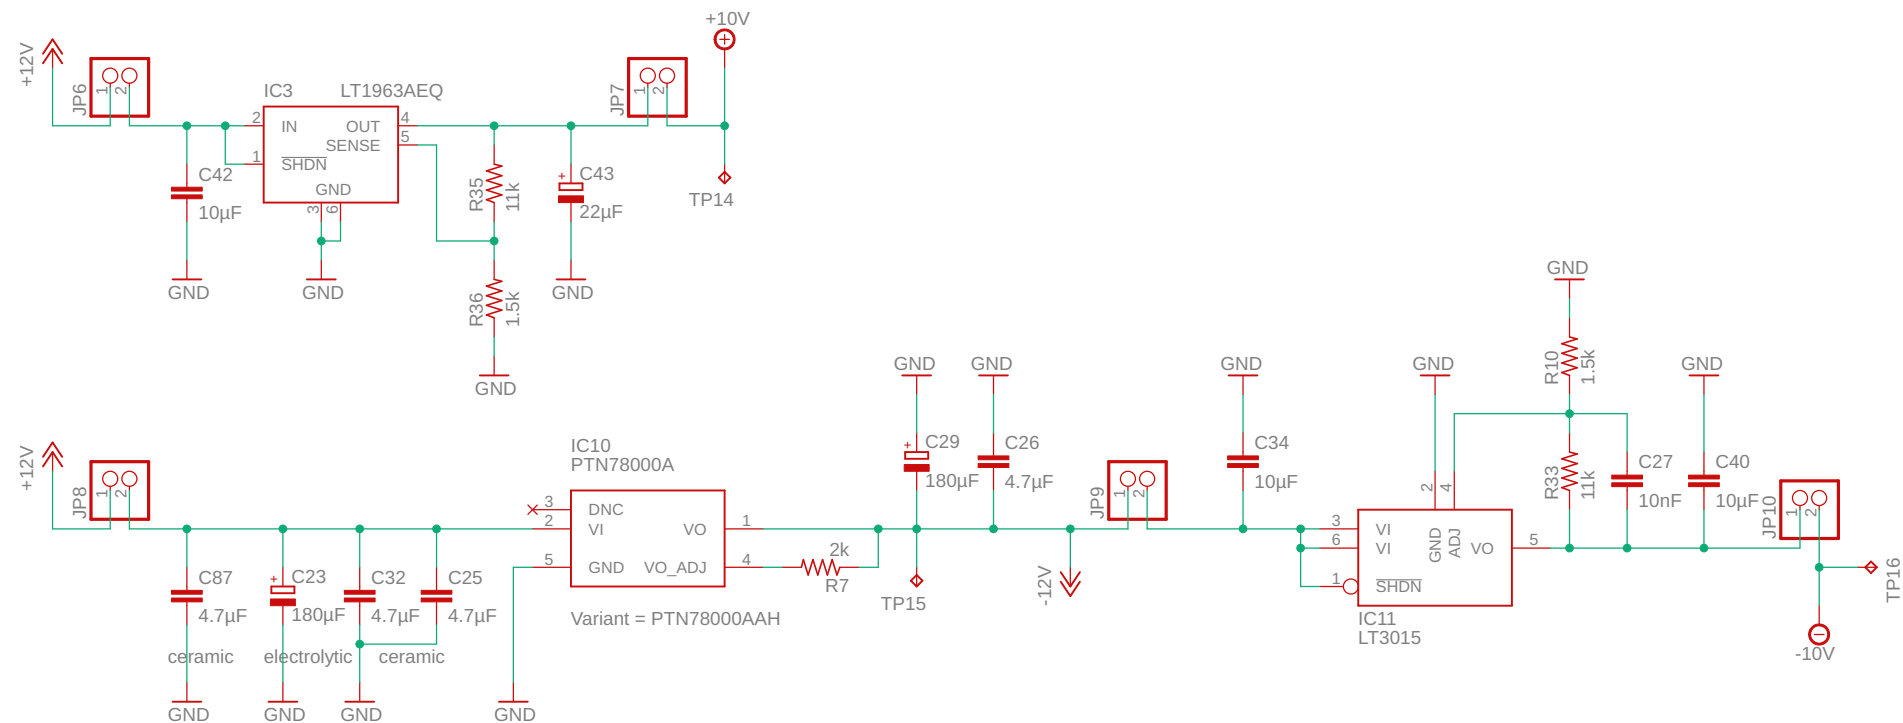 +10V
+12V
JP6
1
2
IC3
LT1963AEQ
2
IN
OUT
4
SENSE
5
1
SHDN
GND
3
6
C42
10µF
GND
GND
R35
11k
C43
22µF
GND
R36
1.5k
GND
JP7
1
2
TP14
+12V
JP8
1
2
C87
4.7µF
ceramic
GND
C23
180µF
electrolytic
GND
C32
4.7µF
C25
4.7µF
ceramic
GND
IC10
PTN78000A
3
DNC
2
VI
VO
1
5
GND
VO_ADJ
4
Variant = PTN78000AAH
GND
2k
R7
GND
C29
180µF
GND
C26
4.7µF
TP15
-12V
JP9
1
2
GND
C34
10µF
GND
2
4
3
VI
6
VI
GND
ADJ
VO
5
1
SHDN
IC11
LT3015
GND
R10
1.5k
R33
11k
C27
10nF
GND
C40
10µF
JP10
1
2
TP16
-10V